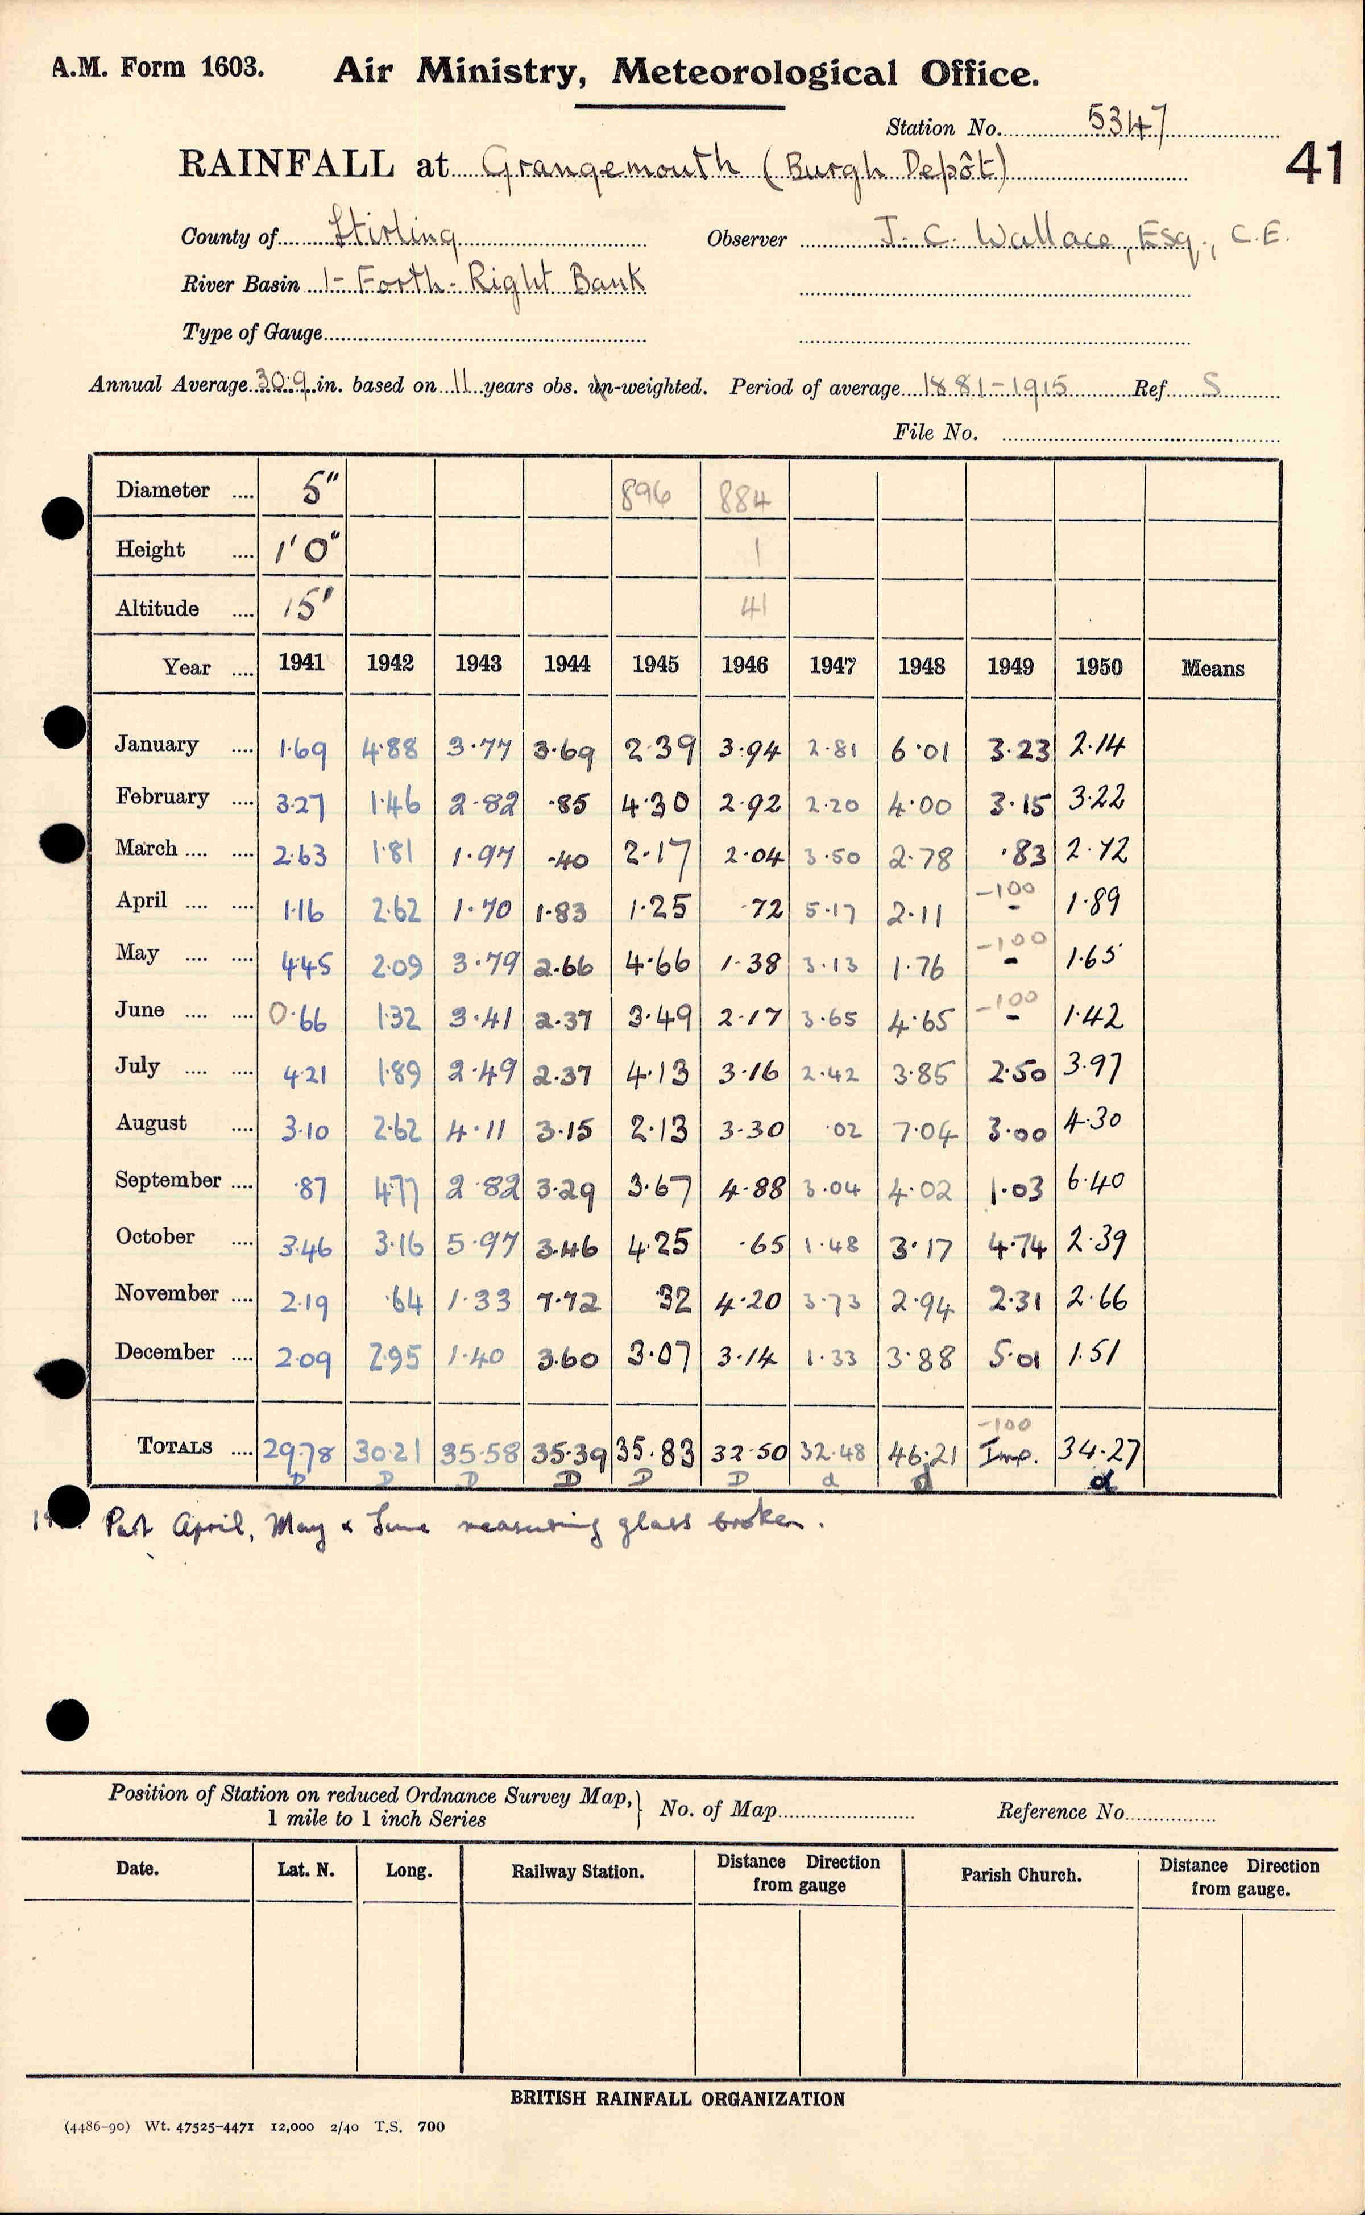 A.M. Form 1603. Air Ministry, Meteorological Office.
Station No. 5347
41
RAINFALL at Grangemouth (Burgh Depôt)
County of Stirling Observer J. C. Wallace, Esq., C.E.
River Basin 1- Forth- Right Bank
Type of Gauge
Annual Average 30.9 in. based on 11 years obs. un-weighted. Period of average 1881-1915 Ref. S
File No.
Diameter .... 5" 896 884
Height .... 1'0" 1
Altitude .... 15' 41
Year .... 1941 1942 1943 1944 1945 1946 1947 1948 1949 1950 Means
January .... 1.69 4.88 3.77 3.69 2.39 3.94 2.81 6.01 3.23 2.14
February .... 3.27 1.46 2.82 .85 4.30 2.92 2.20 4.00 3.15 3.22
March .... .... 2.63 1.81 1.97 .40 2.17 2.04 3.50 2.78 .83 2.72
April .... .... 1.16 2.62 1.70 1.83 1.25 .72 5.17 2.11 -100 - 1.89
May .... .... 4.45 2.09 3.79 2.66 4.66 1.38 3.13 1.76 -100 - 1.65
June .... .... 0.66 1.32 3.41 2.37 3.49 2.17 3.65 4.65 -100 - 1.42
July .... .... 4.21 1.89 2.49 2.37 4.13 3.16 2.42 3.85 2.50 3.97
August .... 3.10 2.62 4.11 3.15 2.13 3.30 .02 7.04 3.00 4.30
September .... .87 4.77 2.82 3.29 3.67 4.88 3.04 4.02 1.03 6.40
October .... 3.46 3.16 5.97 3.46 4.25 .65 1.48 3.17 4.74 2.39
November .... 2.19 .64 1.33 7.72 .32 4.20 3.73 2.94 2.31 2.66
December .... 2.09 2.95 1.40 3.60 3.07 3.14 1.33 3.88 5.01 1.51
-100
TOTALS .... 29.78 30.21 35.58 35.39 35.83 32.50 32.48 46.21 Imp. 34.27
D D D D D D d d d
Part April, May & June measuring glass broken.
Position of Station on reduced Ordnance Survey Map, } No. of Map Reference No.
1 mile to 1 inch Series
Date. Lat. N. Long. Railway Station. Distance Direction from gauge Parish Church. Distance Direction from gauge.
BRITISH RAINFALL ORGANIZATION
(4486-90) Wt. 47525-4471 12,000 2/40 T.S. 700